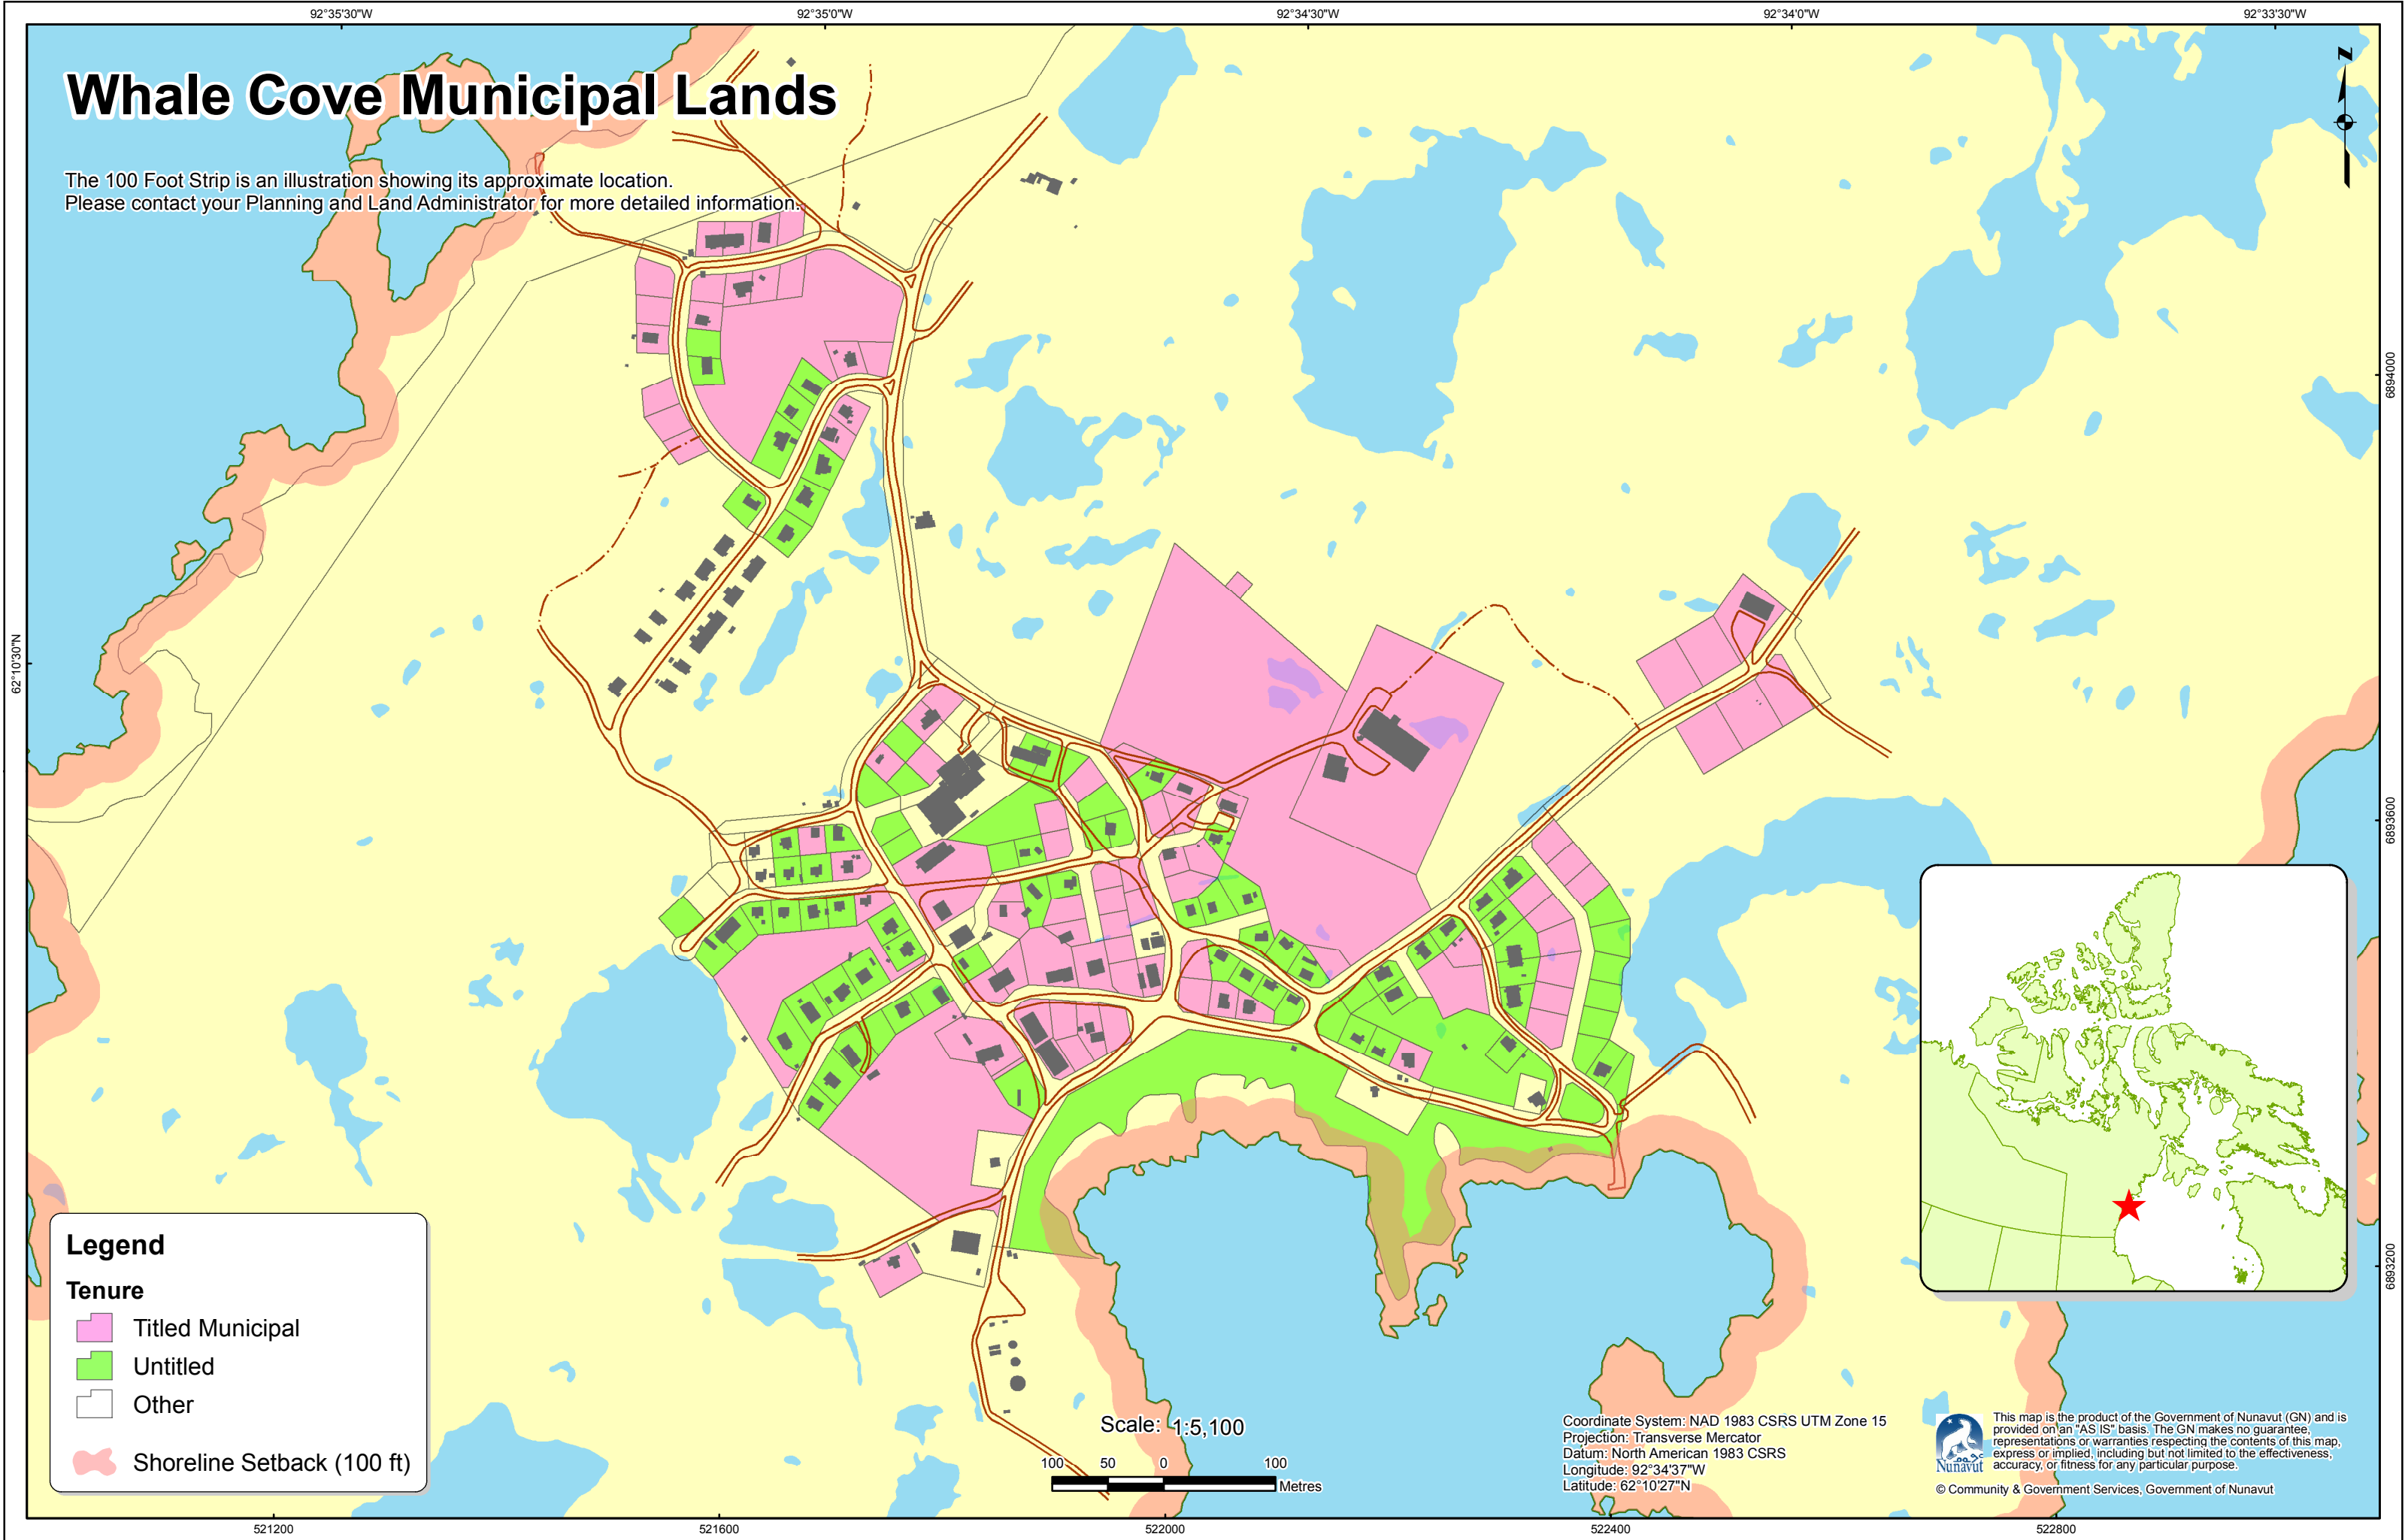 92°35'30"W
92°35'0"W
92°34'30"W
92°34'0"W
92°33'30"W
N
Whale Cove Municipal Lands
The 100 Foot Strip is an illustration showing its approximate location.
Please contact your Planning and Land Administrator for more detailed information.
6894000
62°10'30"N
6893600
6893200
Legend
Tenure
Titled Municipal
Untitled
Other
Shoreline Setback (100 ft)
Scale: 1:5,100
100 50 0 100
Metres
Coordinate System: NAD 1983 CSRS UTM Zone 15
Projection: Transverse Mercator
Datum: North American 1983 CSRS
Longitude: 92°34'37"W
Latitude: 62°10'27"N
Nunavut
This map is the product of the Government of Nunavut (GN) and is
provided on an "AS IS" basis. The GN makes no guarantee,
representations or warranties respecting the contents of this map,
express or implied, including but not limited to the effectiveness,
accuracy, or fitness for any particular purpose.
© Community & Government Services, Government of Nunavut
521200
521600
522000
522400
522800